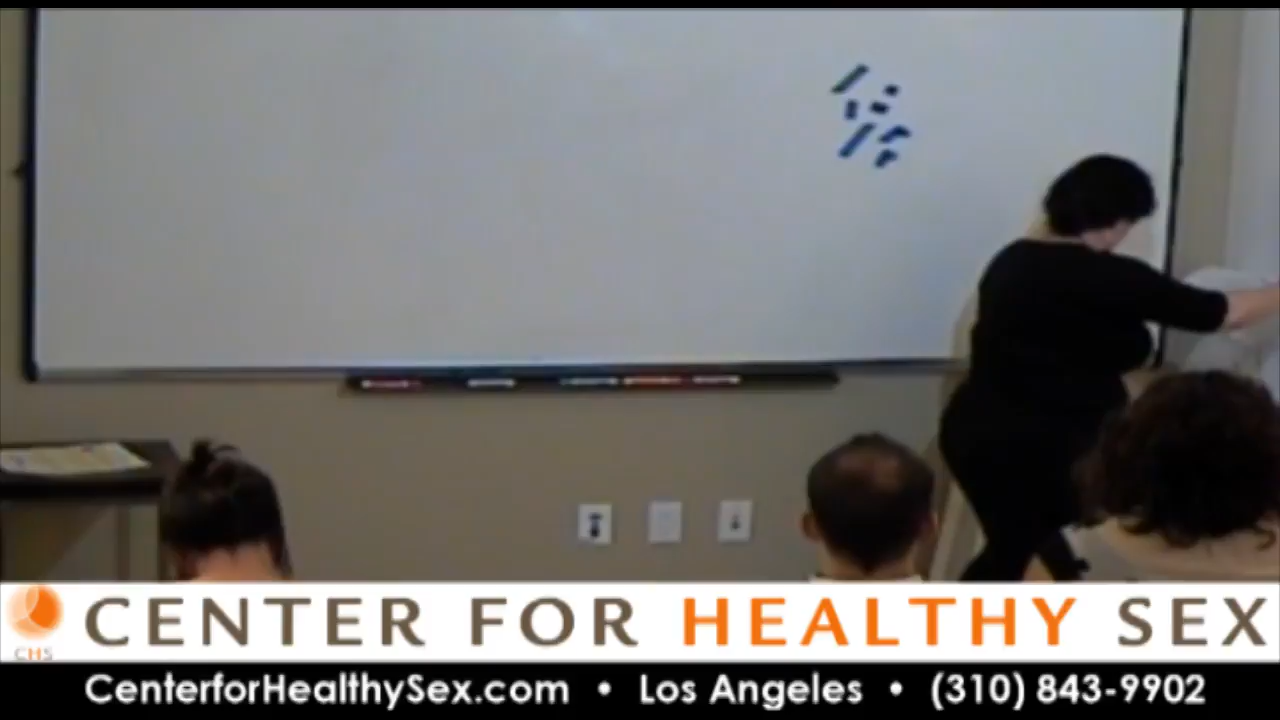 CENTER FOR HEALTHY SEX
CHS
CenterforHealthySex.com • Los Angeles • (310) 843-9902